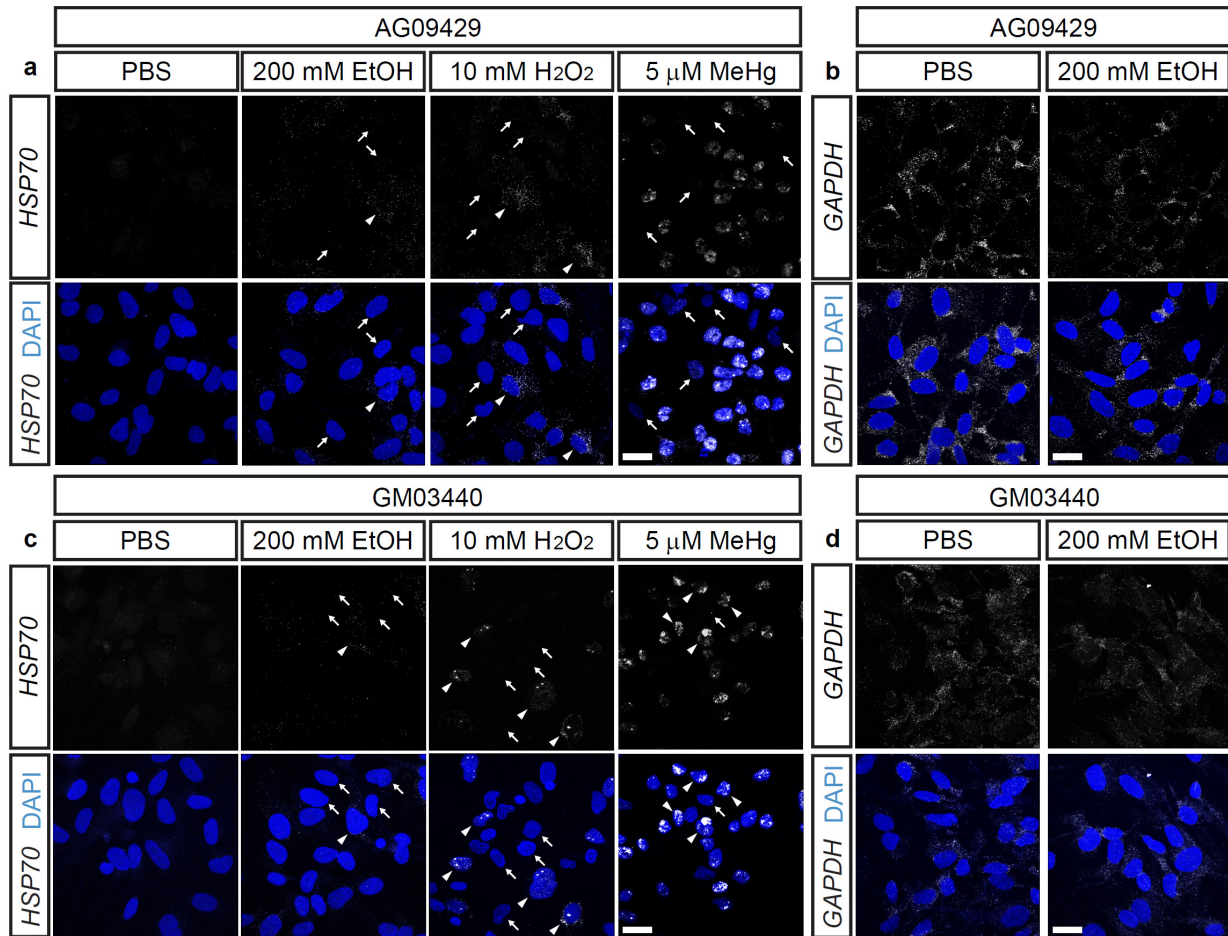 AG09429
AG09429
a
PBS
200 mM EtOH
10 mM H2O2
5 µM MeHg
b
PBS
200 mM EtOH
HSP70
GAPDH
HSP70 DAPI
GAPDH DAPI
GM03440
GM03440
c
PBS
200 mM EtOH
10 mM H2O2
5 µM MeHg
d
PBS
200 mM EtOH
HSP70
GAPDH
HSP70 DAPI
GAPDH DAPI